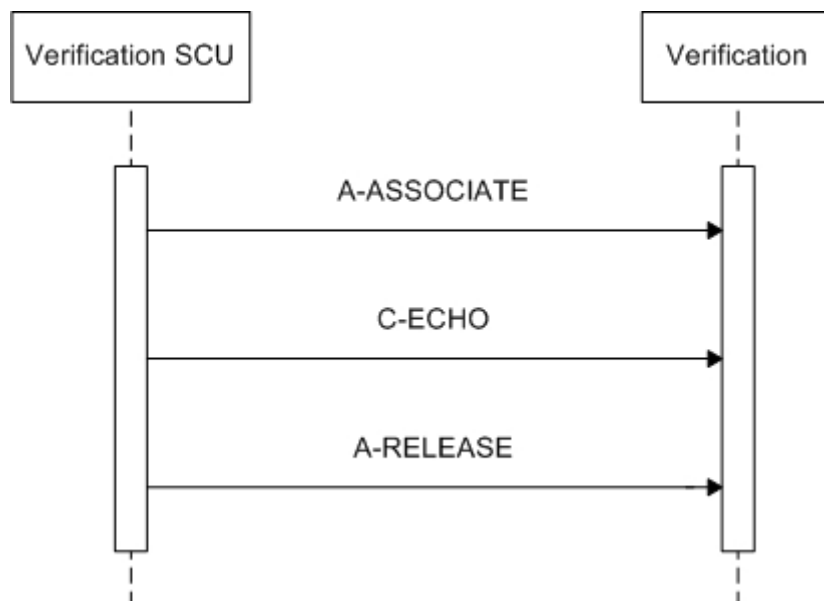 Verification SCU
Verification
A-ASSOCIATE
C-ECHO
A-RELEASE